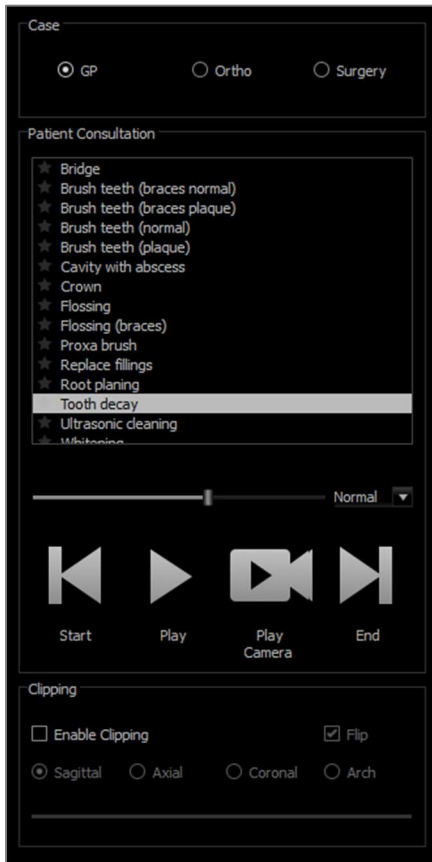 Case
GP Ortho Surgery
Patient Consultation
Bridge
Brush teeth (braces normal)
Brush teeth (braces plaque)
Brush teeth (normal)
Brush teeth (plaque)
Cavity with abscess
Crown
Flossing
Flossing (braces)
Proxa brush
Replace fillings
Root planing
Tooth decay
Ultrasonic cleaning
Whitening
Normal
Start Play Play Camera End
Clipping
Enable Clipping Flip
Sagittal Axial Coronal Arch